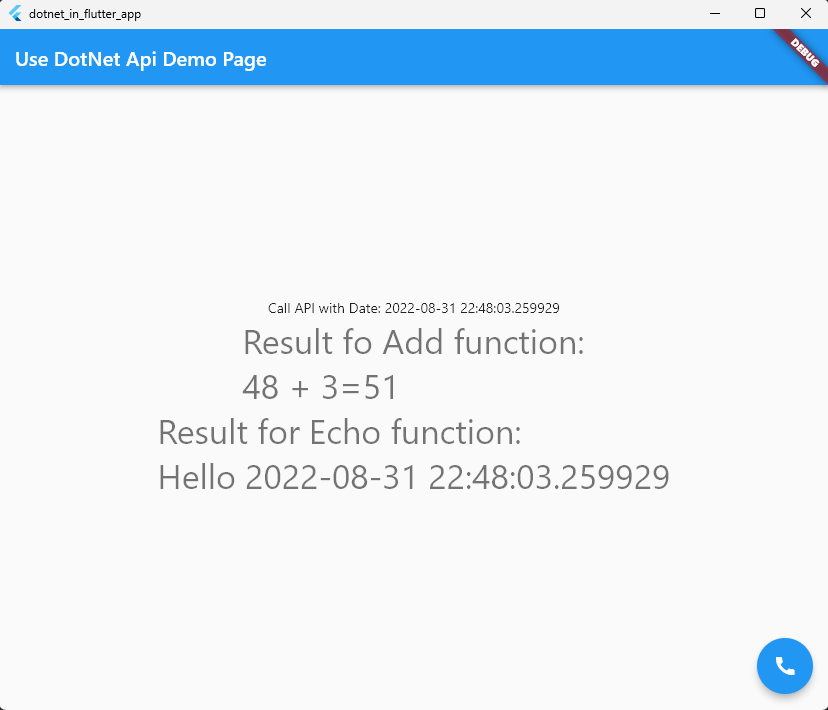 dotnet_in_flutter_app
Use DotNet Api Demo Page
DEBUG
Call API with Date: 2022-08-31 22:48:03.259929
Result fo Add function:
48 + 3=51
Result for Echo function:
Hello 2022-08-31 22:48:03.259929